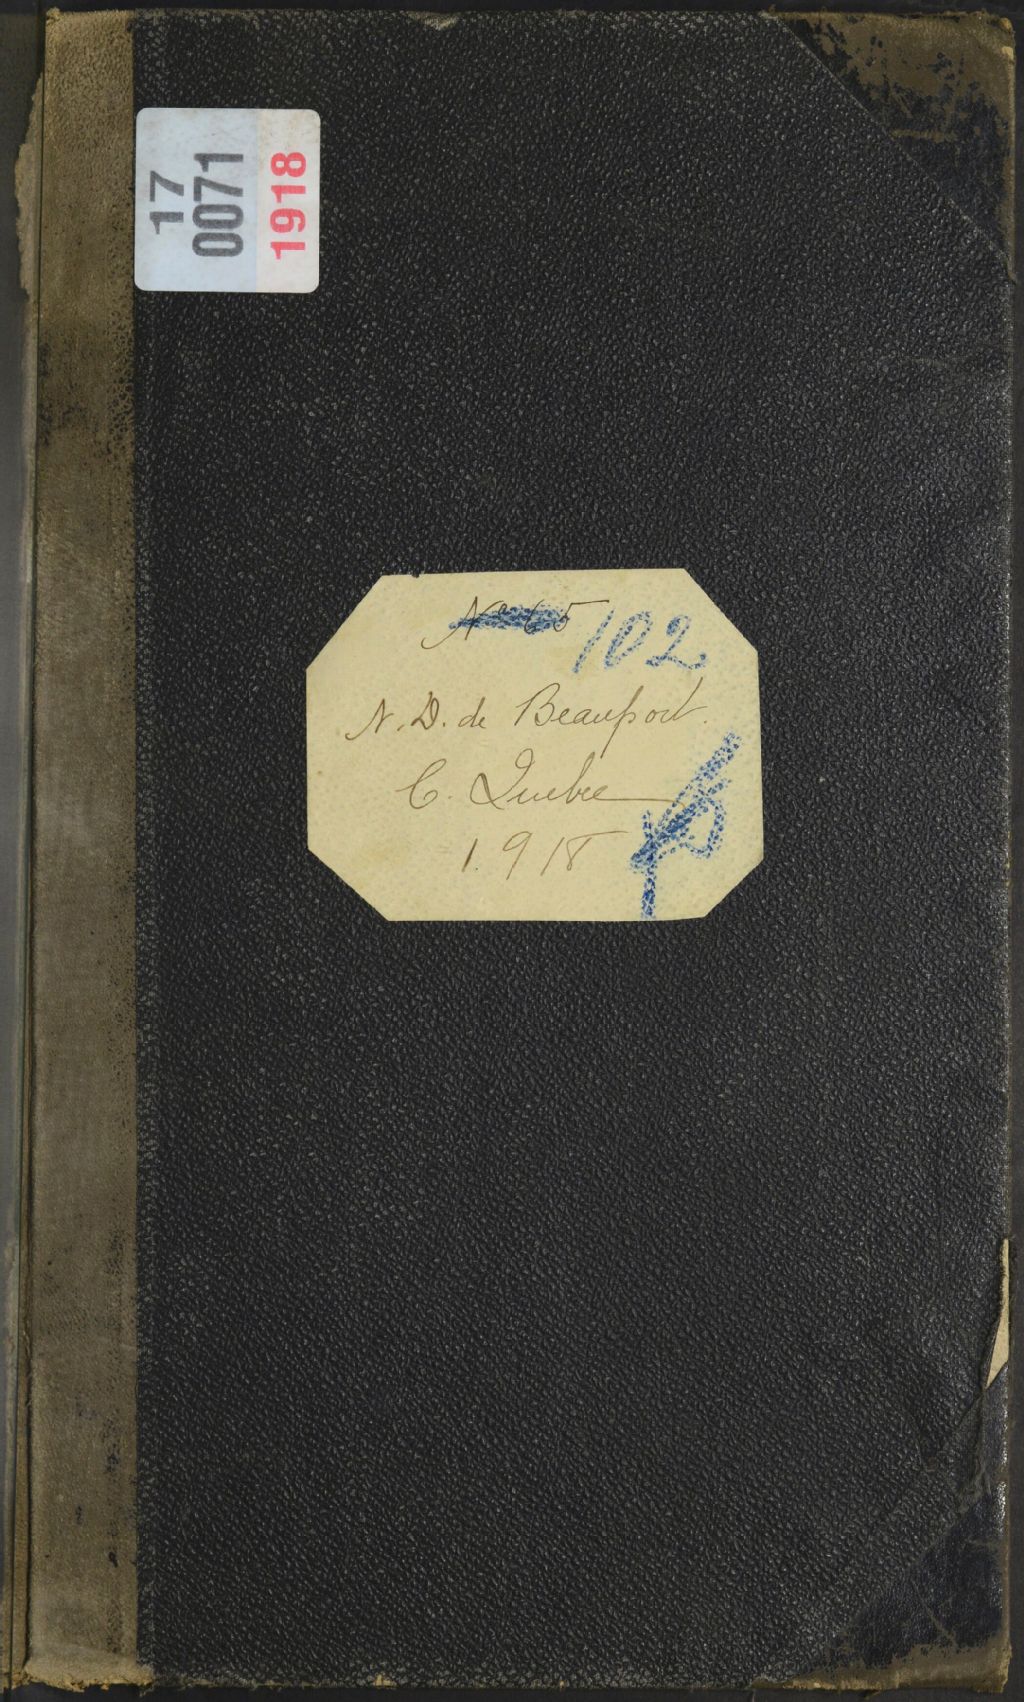 17
0071
1918
No 65 102
N. D. de Beauport.
C. Quebec
1918